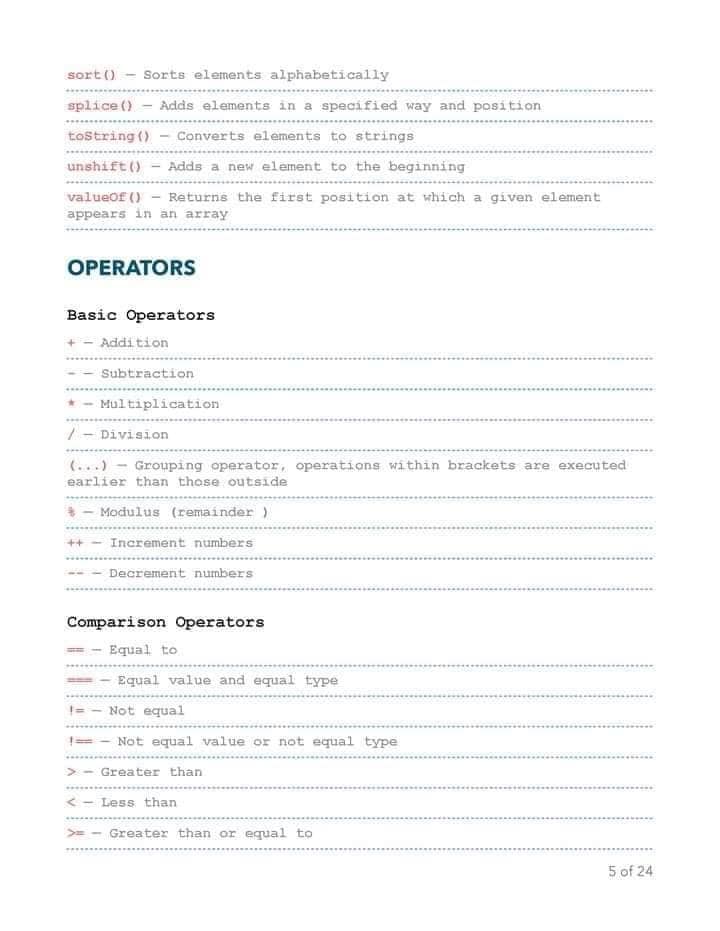 sort() — Sorts elements alphabetically
splice() — Adds elements in a specified way and position
toString() — Converts elements to strings
unshift() — Adds a new element to the beginning
valueOf() — Returns the first position at which a given element
appears in an array
OPERATORS
Basic Operators
+ — Addition
- — Subtraction
* — Multiplication
/ — Division
(...) — Grouping operator, operations within brackets are executed
earlier than those outside
% — Modulus (remainder )
++ — Increment numbers
-- — Decrement numbers
Comparison Operators
== — Equal to
=== — Equal value and equal type
!= — Not equal
!== — Not equal value or not equal type
> — Greater than
< — Less than
>= — Greater than or equal to
5 of 24